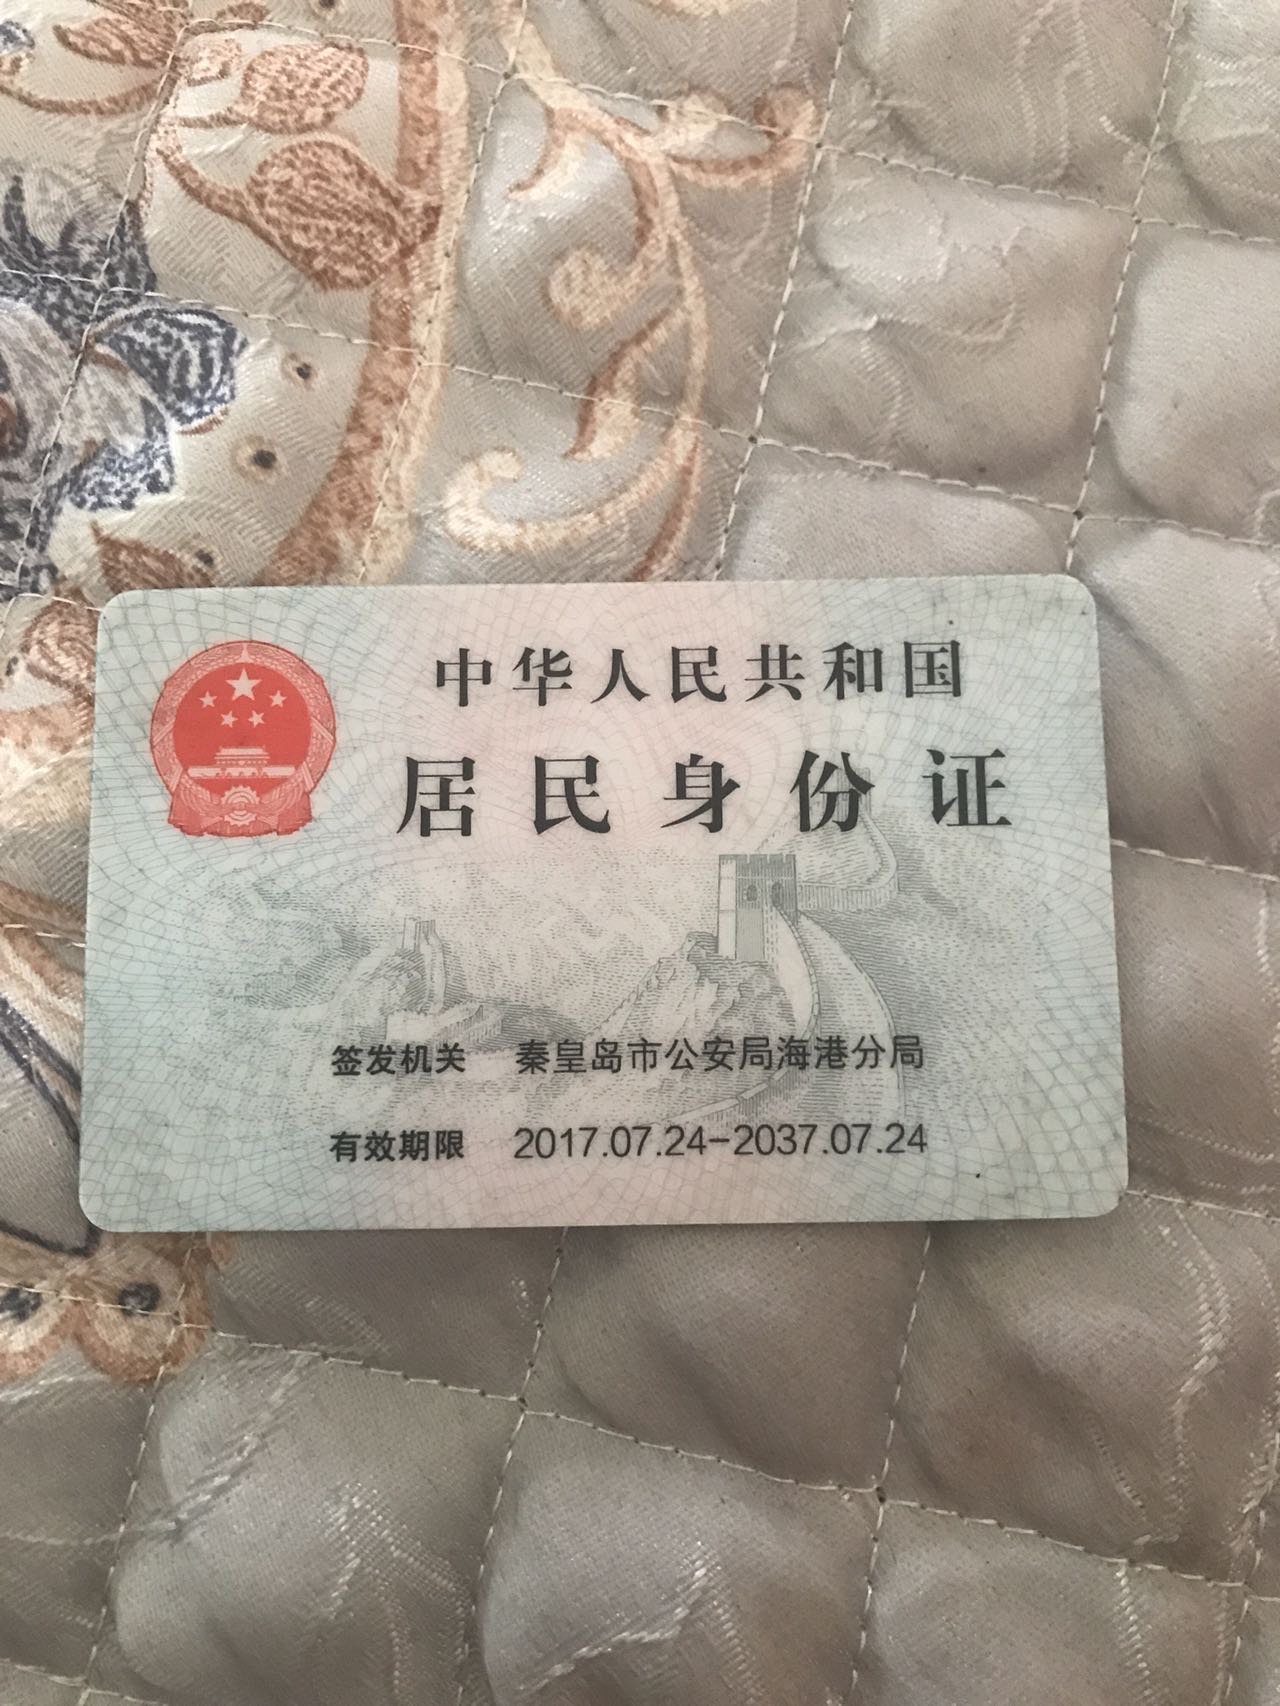 中华人民共和国
居民身份证
签发机关 秦皇岛市公安局海港分局
有效期限 2017.07.24-2037.07.24